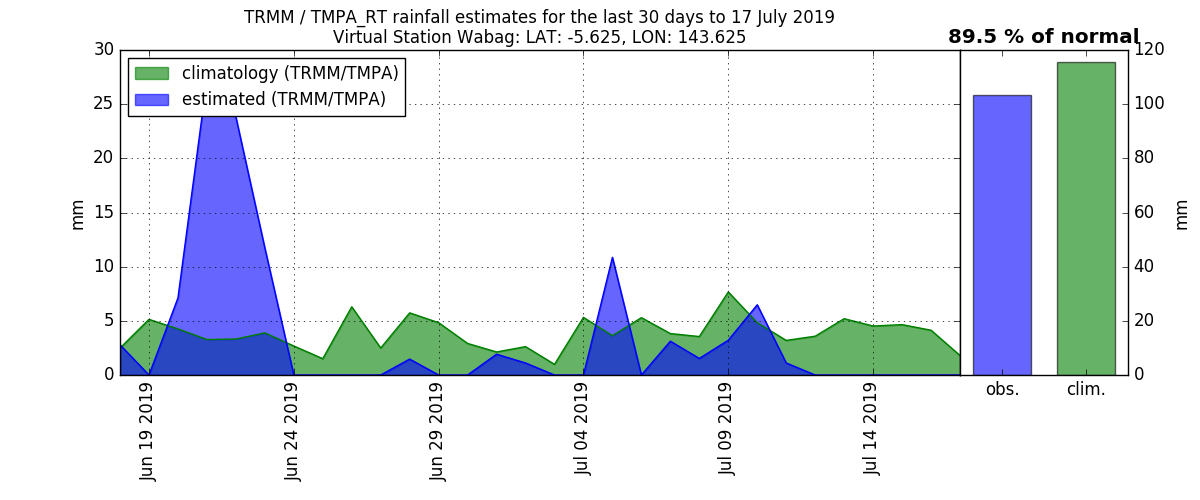 TRMM / TMPA_RT rainfall estimates for the last 30 days to 17 July 2019
Virtual Station Wabag: LAT: -5.625, LON: 143.625
89.5 % of normal
climatology (TRMM/TMPA)
estimated (TRMM/TMPA)
30
25
20
15
10
5
0
mm
Jun 19 2019
Jun 24 2019
Jun 29 2019
Jul 04 2019
Jul 09 2019
Jul 14 2019
obs.
clim.
120
100
80
60
40
20
0
mm